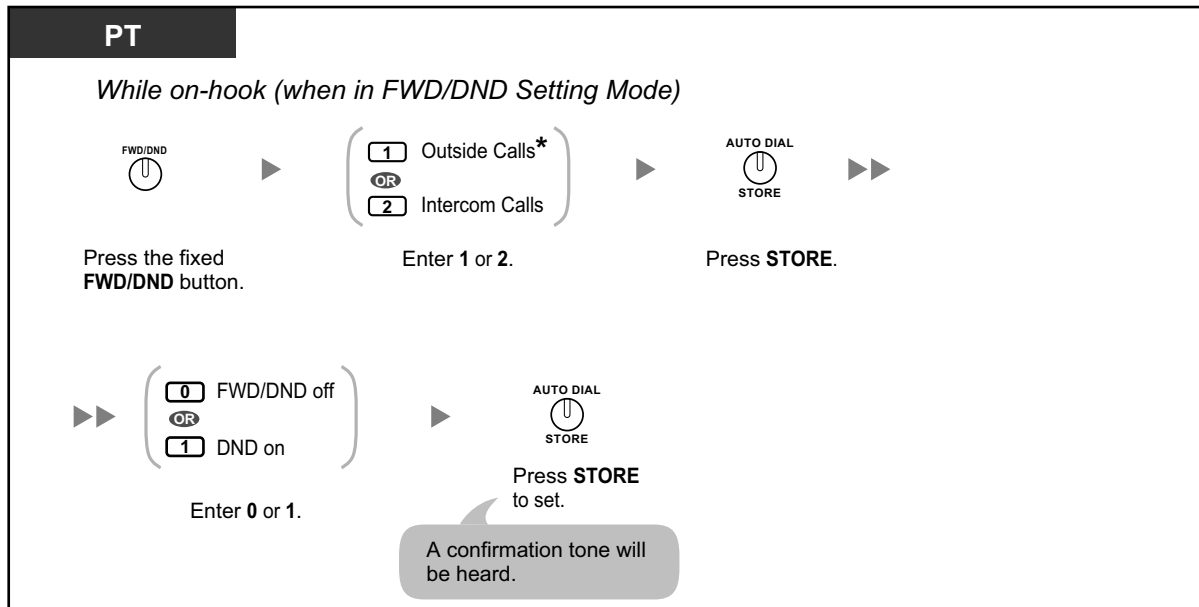 PT
While on-hook (when in FWD/DND Setting Mode)
FWD/DND
1 Outside Calls*
OR
2 Intercom Calls
AUTO DIAL
STORE
Press the fixed
FWD/DND button.
Enter 1 or 2.
Press STORE.
0 FWD/DND off
OR
1 DND on
AUTO DIAL
STORE
Enter 0 or 1.
Press STORE
to set.
A confirmation tone will
be heard.